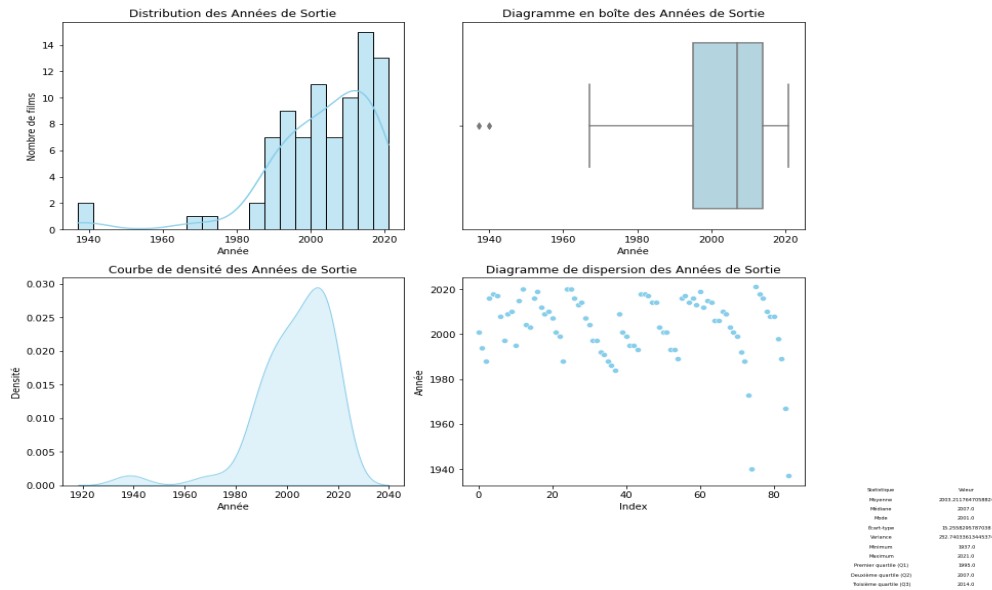 Distribution des Années de Sortie
Nombre de films
14
12
10
8
6
4
2
0
1940 1960 1980 2000 2020
Année
Diagramme en boîte des Années de Sortie
1940 1960 1980 2000 2020
Année
Courbe de densité des Années de Sortie
Densité
0.030
0.025
0.020
0.015
0.010
0.005
0.000
1920 1940 1960 1980 2000 2020 2040
Année
Diagramme de dispersion des Années de Sortie
Année
2020
2000
1980
1960
1940
0 20 40 60 80
Index
Statistique Valeur
Moyenne
Médiane 2007.0
Mode 2001.0
Écart-type
Variance
Minimum 1937.0
Maximum 2021.0
Premier quartile (Q1) 1995.0
Deuxième quartile (Q2) 2007.0
Troisième quartile (Q3) 2014.0